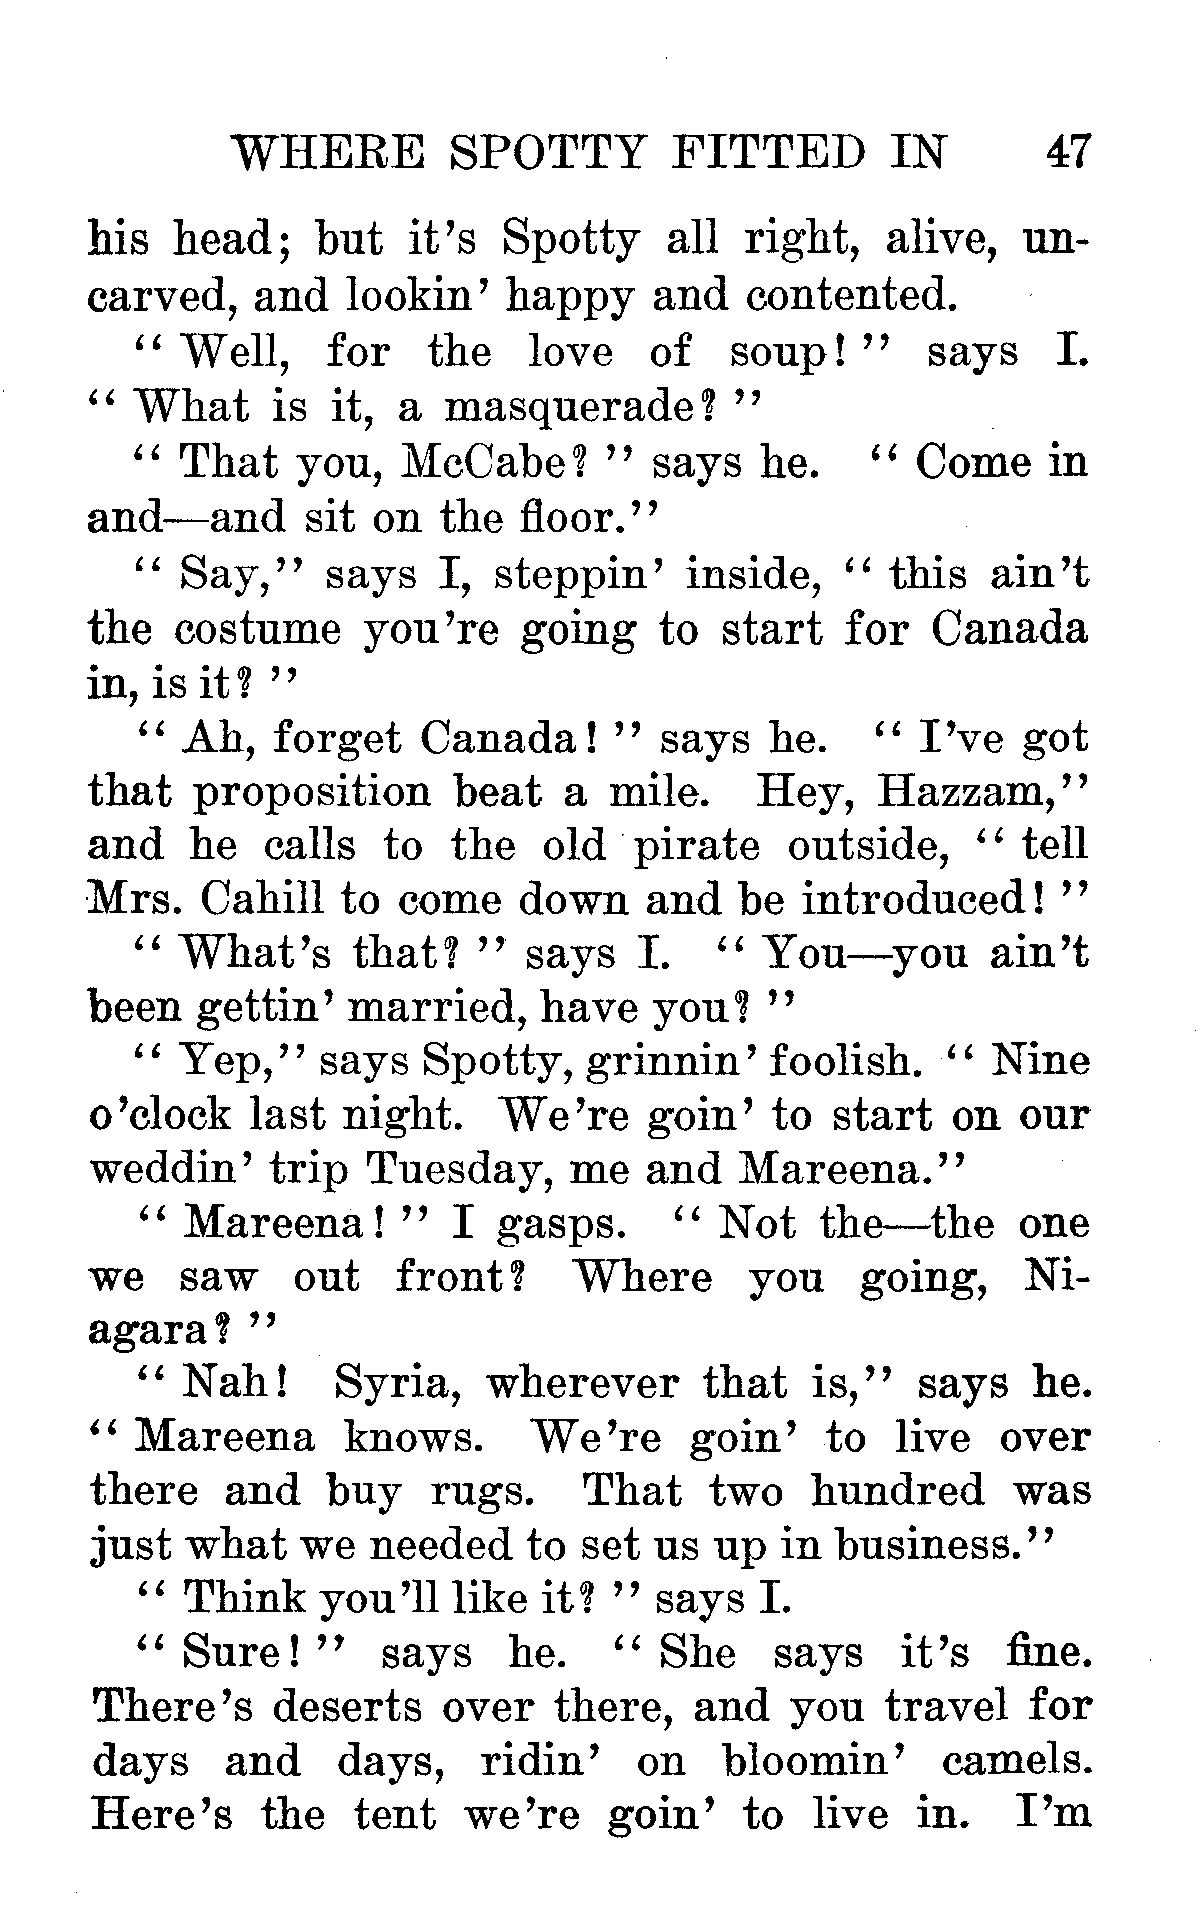 WHERE SPOTTY FITTED IN 47
his head; but it's Spotty all right, alive, un-
carved, and lookin' happy and contented.
"Well, for the love of soup!" says I.
"What is it, a masquerade?"
"That you, McCabe?" says he. "Come in
and—and sit on the floor."
"Say," says I, steppin' inside, "this ain't
the costume you're going to start for Canada
in, is it?"
"Ah, forget Canada!" says he. "I've got
that proposition beat a mile. Hey, Hazzam,"
and he calls to the old pirate outside, "tell
Mrs. Cahill to come down and be introduced!"
"What's that?" says I. "You—you ain't
been gettin' married, have you?"
"Yep," says Spotty, grinnin' foolish. "Nine
o'clock last night. We're goin' to start on our
weddin' trip Tuesday, me and Mareena."
"Mareena!" I gasps. "Not the—the one
we saw out front? Where you going, Ni-
agara?"
"Nah! Syria, wherever that is," says he.
"Mareena knows. We're goin' to live over
there and buy rugs. That two hundred was
just what we needed to set us up in business."
"Think you'll like it?" says I.
"Sure!" says he. "She says it's fine.
There's deserts over there, and you travel for
days and days, ridin' on bloomin' camels.
Here's the tent we're goin' to live in. I'm